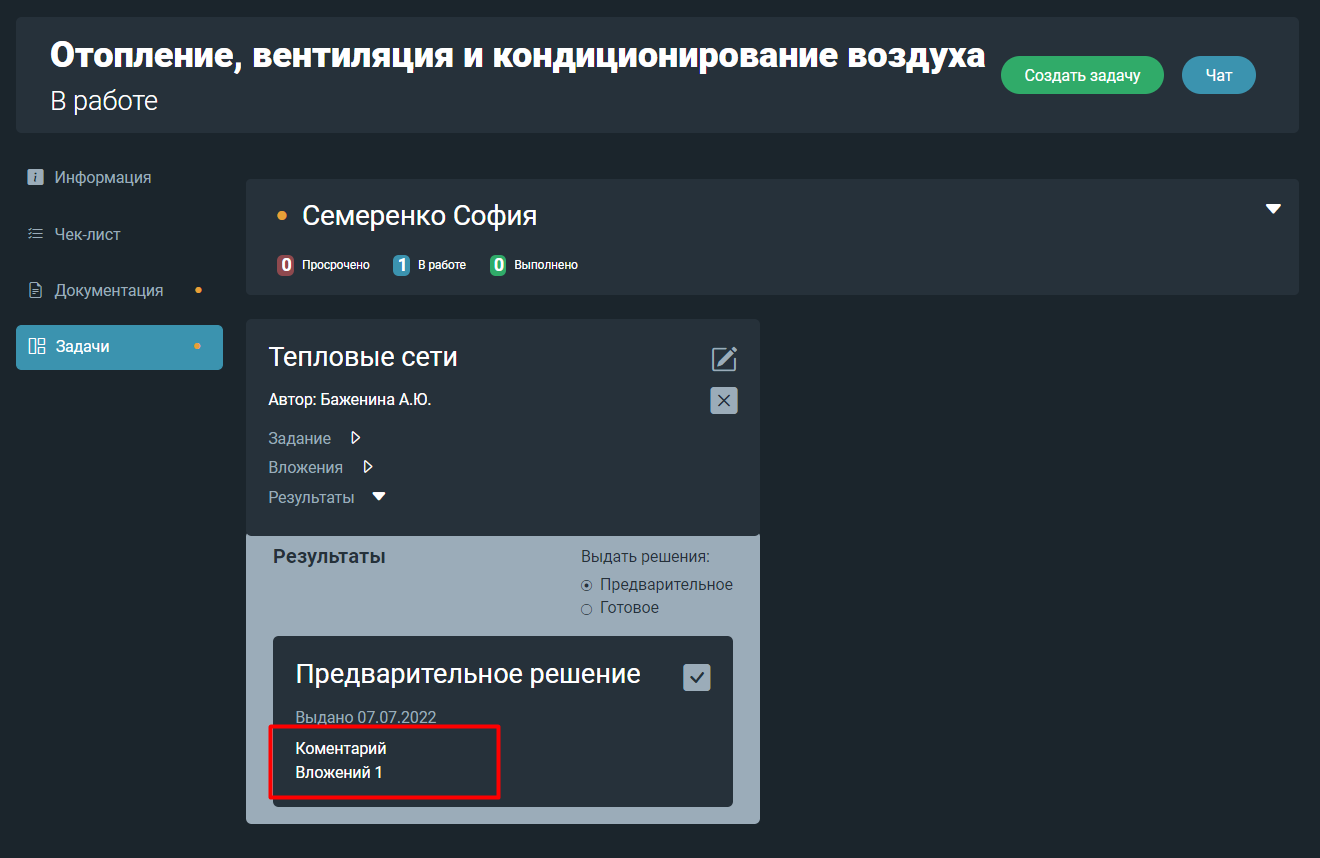 Отопление, вентиляция и кондиционирование воздуха
В работе
Создать задачу
Чат
Информация
Чек-лист
Документация
Задачи
Семеренко София
0 Просрочено 1 В работе 0 Выполнено
Тепловые сети
Автор: Баженина А.Ю.
Задание
Вложения
Результаты
Результаты
Выдать решения:
Предварительное
Готовое
Предварительное решение
Выдано 07.07.2022
Коментарий
Вложений 1